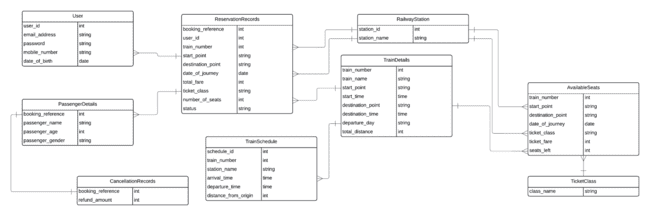 User
user_id int
email_address string
password string
mobile_number string
date_of_birth date
ReservationRecords
booking_reference int
user_id int
train_number int
start_point string
destination_point string
date_of_journey date
total_fare int
ticket_class string
number_of_seats int
status string
RailwayStation
station_id int
station_name string
TrainDetails
train_number int
train_name string
start_point string
start_time time
destination_point string
destination_time time
departure_day string
total_distance int
AvailableSeats
train_number int
start_point string
destination_point string
date_of_journey date
ticket_class string
ticket_fare int
seats_left int
PassengerDetails
booking_reference int
passenger_name string
passenger_age int
passenger_gender string
TrainSchedule
schedule_id int
train_number int
station_name string
arrival_time time
departure_time time
distance_from_origin int
CancellationRecords
booking_reference int
refund_amount int
TicketClass
class_name string